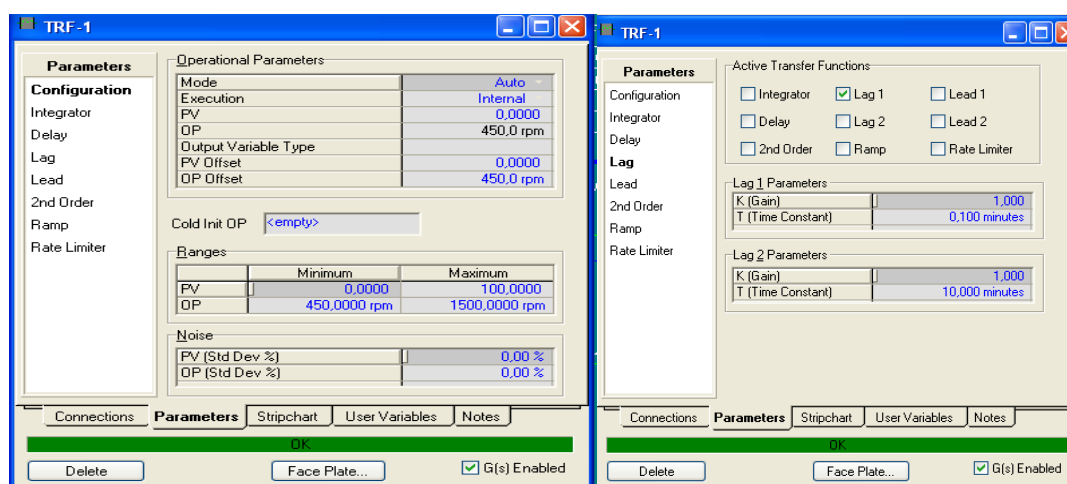 TRF-1
Parameters
Configuration
Integrator
Delay
Lag
Lead
2nd Order
Ramp
Rate Limiter
Operational Parameters
Mode Auto
Execution Internal
PV 0,0000
OP 450,0 rpm
Output Variable Type
PV Offset 0,0000
OP Offset 450,0 rpm
Cold Init OP <empty>
Ranges
Minimum Maximum
PV 0,0000 100,0000
OP 450,0000 rpm 1500,0000 rpm
Noise
PV (Std Dev %) 0,00 %
OP (Std Dev %) 0,00 %
Connections Parameters Stripchart User Variables Notes
OK
Delete Face Plate... G(s) Enabled
TRF-1
Parameters
Configuration
Integrator
Delay
Lag
Lead
2nd Order
Ramp
Rate Limiter
Active Transfer Functions
Integrator Lag 1 Lead 1
Delay Lag 2 Lead 2
2nd Order Ramp Rate Limiter
Lag 1 Parameters
K (Gain) 1,000
T (Time Constant) 0,100 minutes
Lag 2 Parameters
K (Gain) 1,000
T (Time Constant) 10,000 minutes
Connections Parameters Stripchart User Variables Notes
OK
Delete Face Plate... G(s) Enabled